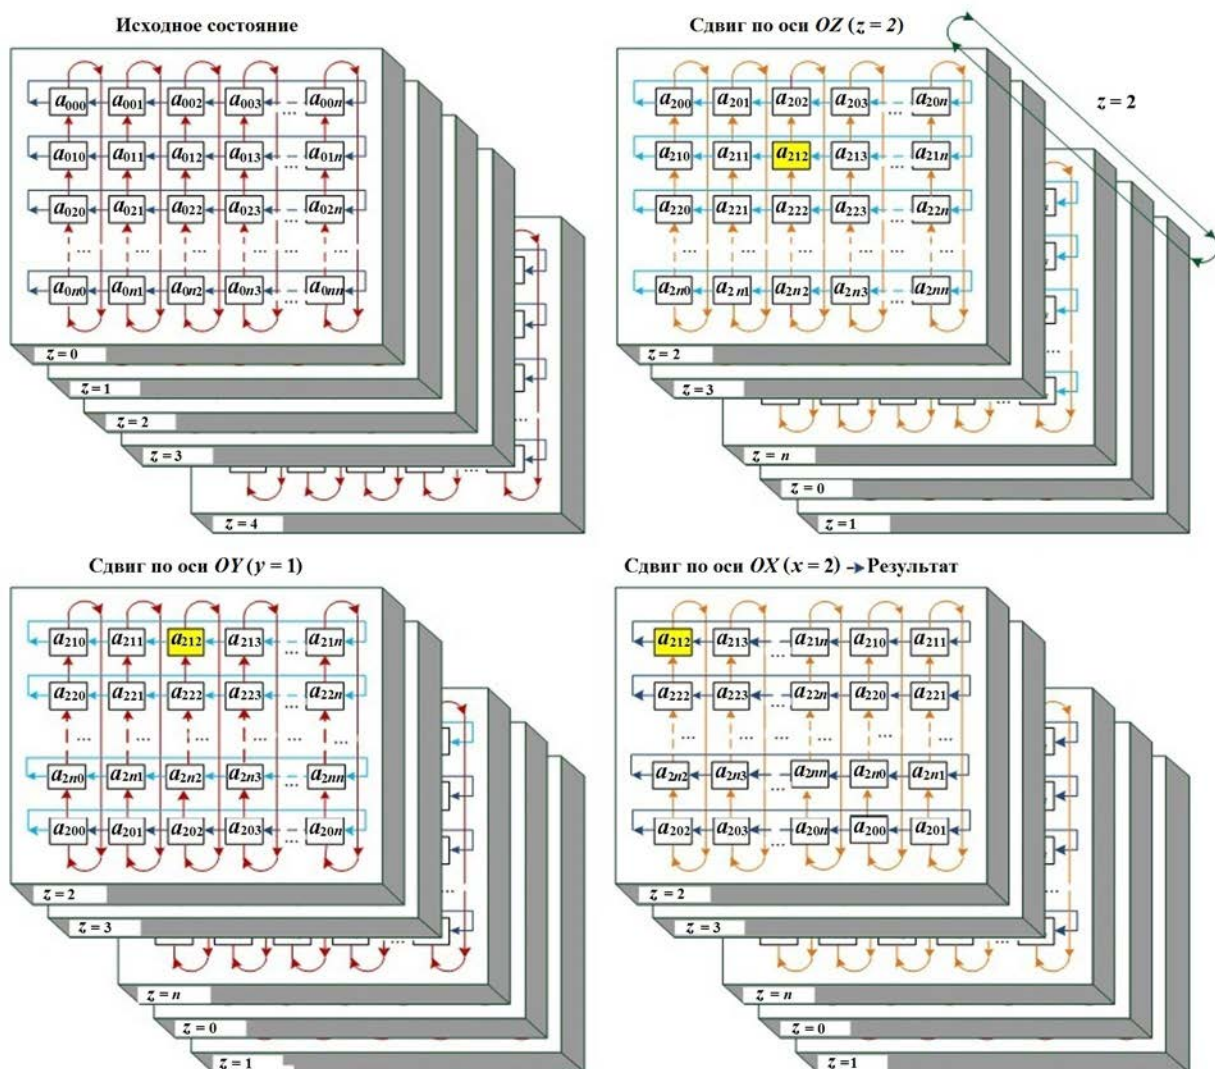 Исходное состояние
a000 a001 a002 a003 ... a00n
a010 a011 a012 a013 ... a01n
a020 a021 a022 a023 ... a02n
... ... ... ...
a0n0 a0n1 a0n2 a0n3 ... a0nn
z = 0
z = 1
z = 2
z = 3
...
...
z = 4
Сдвиг по оси OZ (z = 2)
z = 2
a200 a201 a202 a203 ... a20n
a210 a211 a212 a213 ... a21n
a220 a221 a222 a223 ... a22n
... ... ... ...
a2n0 a2n1 a2n2 a2n3 ... a2nn
z = 2
z = 3
...
...
z = n
z = 0
z = 1
Сдвиг по оси OY (y = 1)
a210 a211 a212 a213 ... a21n
a220 a221 a222 a223 ... a22n
... ... ... ...
a2n0 a2n1 a2n2 a2n3 ... a2nn
a200 a201 a202 a203 ... a20n
z = 2
z = 3
...
...
z = n
z = 0
z = 1
Сдвиг по оси OX (x = 2) → Результат
a212 a213 ... a21n a210 a211
a222 a223 ... a22n a220 a221
... ... ... ...
a2n2 a2n3 ... a2nn a2n0 a2n1
a202 a203 ... a20n a200 a201
z = 2
z = 3
...
...
z = n
z = 0
z =1